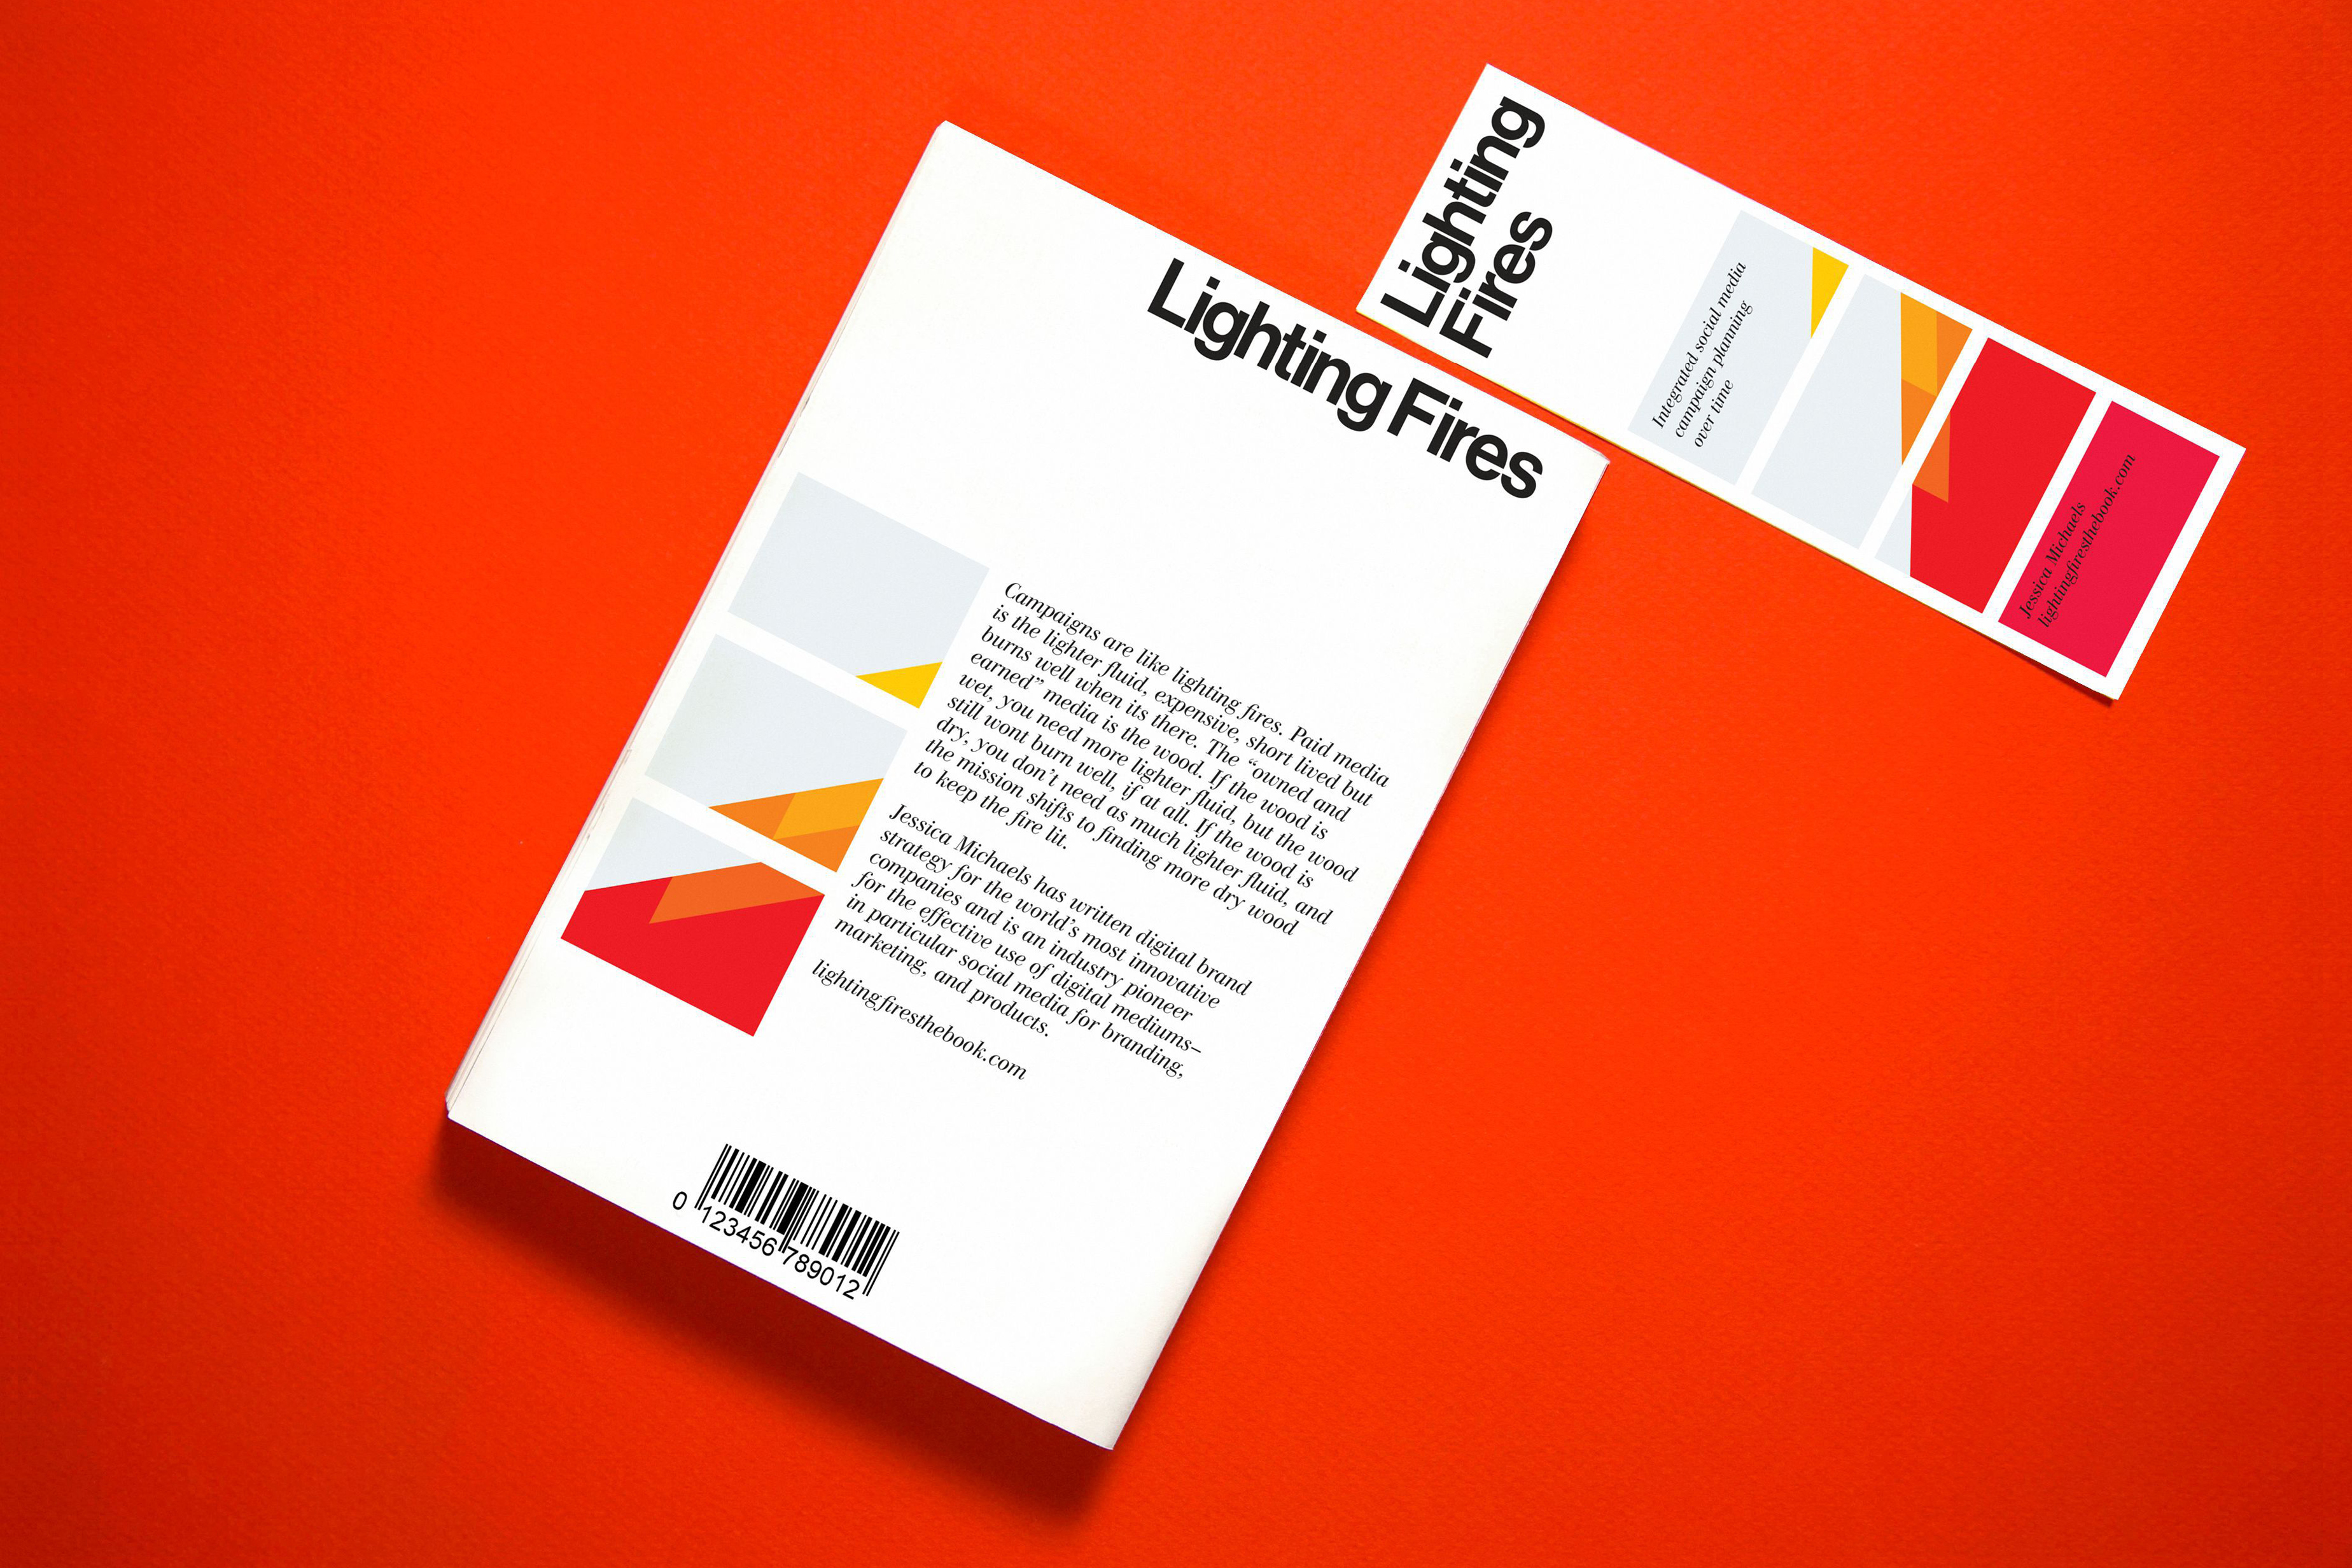 Lighting Fires
Campaigns are like lighting fires. Paid media
is the lighter fluid, expensive, short lived but
burns well when its there. The “owned and
earned” media is the wood. If the wood is
wet, you need more lighter fluid, but the wood
still wont burn well, if at all. If the wood is
dry, you don’t need as much lighter fluid, and
the mission shifts to finding more dry wood
to keep the fire lit.
Jessica Michaels has written digital brand
strategy for the world’s most innovative
companies and is an industry pioneer
for the effective use of digital mediums–
in particular social media for branding,
marketing, and products.
lightingfiresthebook.com
0 123456 789012
Lighting
Fires
Integrated social media
campaign planning
over time
Jessica Michaels
lightingfiresthebook.com